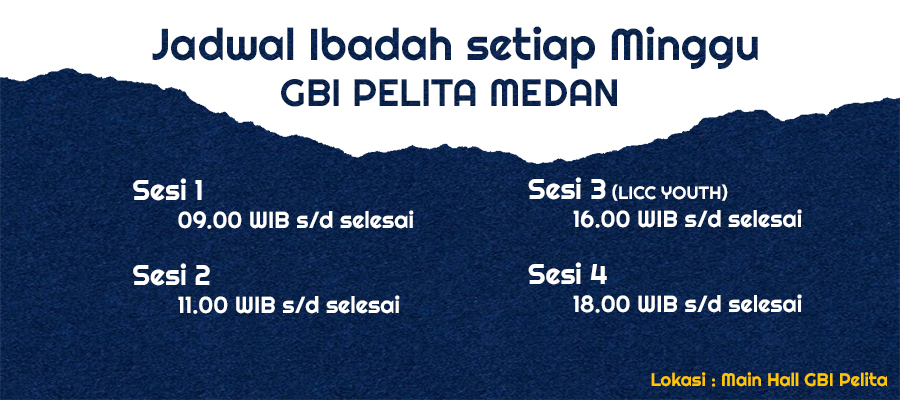 Jadwal Ibadah setiap Minggu
GBI PELITA MEDAN
Sesi 1
09.00 WIB s/d selesai
Sesi 2
11.00 WIB s/d selesai
Sesi 3 (LICC YOUTH)
16.00 WIB s/d selesai
Sesi 4
18.00 WIB s/d selesai
Lokasi : Main Hall GBI Pelita